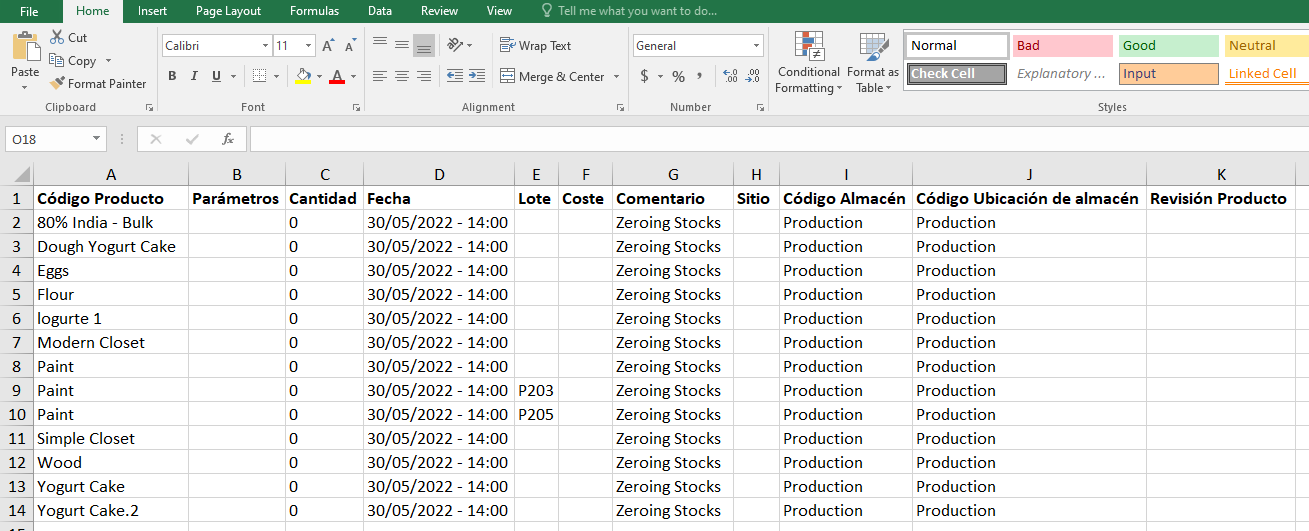 File Home Insert Page Layout Formulas Data Review View Tell me what you want to do...
Cut
Copy
Format Painter
Paste
Clipboard
Calibri 11
B I U
Font
Wrap Text
Merge & Center
Alignment
General
$ % ,
Number
Conditional Formatting
Format as Table
Normal Bad Good Neutral
Check Cell Explanatory ... Input Linked Cell
Styles
O18 fx
A B C D E F G H I J K
1 Código Producto Parámetros Cantidad Fecha Lote Coste Comentario Sitio Código Almacén Código Ubicación de almacén Revisión Producto
2 80% India - Bulk 0 30/05/2022 - 14:00 Zeroing Stocks Production Production
3 Dough Yogurt Cake 0 30/05/2022 - 14:00 Zeroing Stocks Production Production
4 Eggs 0 30/05/2022 - 14:00 Zeroing Stocks Production Production
5 Flour 0 30/05/2022 - 14:00 Zeroing Stocks Production Production
6 Iogurte 1 0 30/05/2022 - 14:00 Zeroing Stocks Production Production
7 Modern Closet 0 30/05/2022 - 14:00 Zeroing Stocks Production Production
8 Paint 0 30/05/2022 - 14:00 Zeroing Stocks Production Production
9 Paint 0 30/05/2022 - 14:00 P203 Zeroing Stocks Production Production
10 Paint 0 30/05/2022 - 14:00 P205 Zeroing Stocks Production Production
11 Simple Closet 0 30/05/2022 - 14:00 Zeroing Stocks Production Production
12 Wood 0 30/05/2022 - 14:00 Zeroing Stocks Production Production
13 Yogurt Cake 0 30/05/2022 - 14:00 Zeroing Stocks Production Production
14 Yogurt Cake.2 0 30/05/2022 - 14:00 Zeroing Stocks Production Production